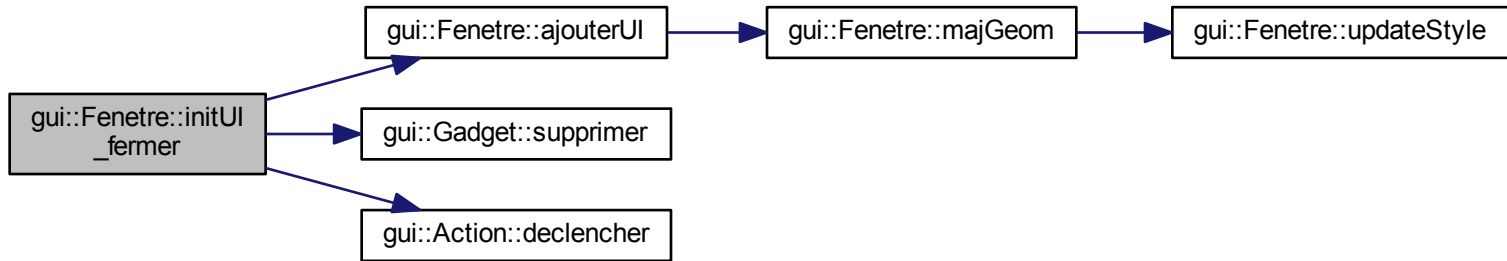 gui::Fenetre::initUI
_fermer
gui::Fenetre::ajouterUI
gui::Fenetre::majGeom
gui::Fenetre::updateStyle
gui::Gadget::supprimer
gui::Action::declencher